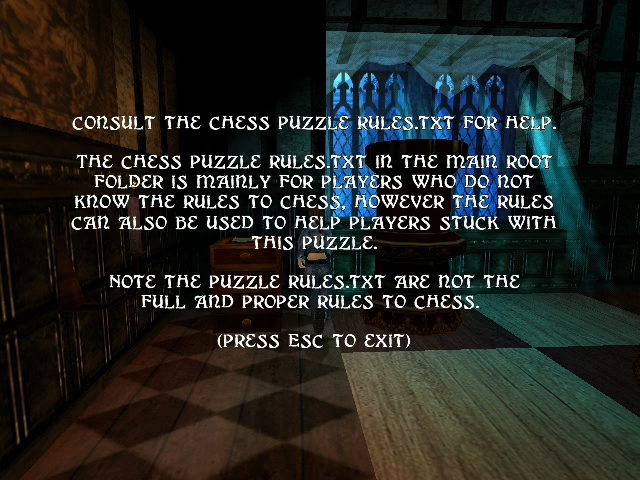 CONSULT THE CHESS PUZZLE RULES.TXT FOR HELP.
THE CHESS PUZZLE RULES.TXT IN THE MAIN ROOT
FOLDER IS MAINLY FOR PLAYERS WHO DO NOT
KNOW THE RULES TO CHESS, HOWEVER THE RULES
CAN ALSO BE USED TO HELP PLAYERS STUCK WITH
THIS PUZZLE.
NOTE THE PUZZLE RULES.TXT ARE NOT THE
FULL AND PROPER RULES TO CHESS.
(PRESS ESC TO EXIT)